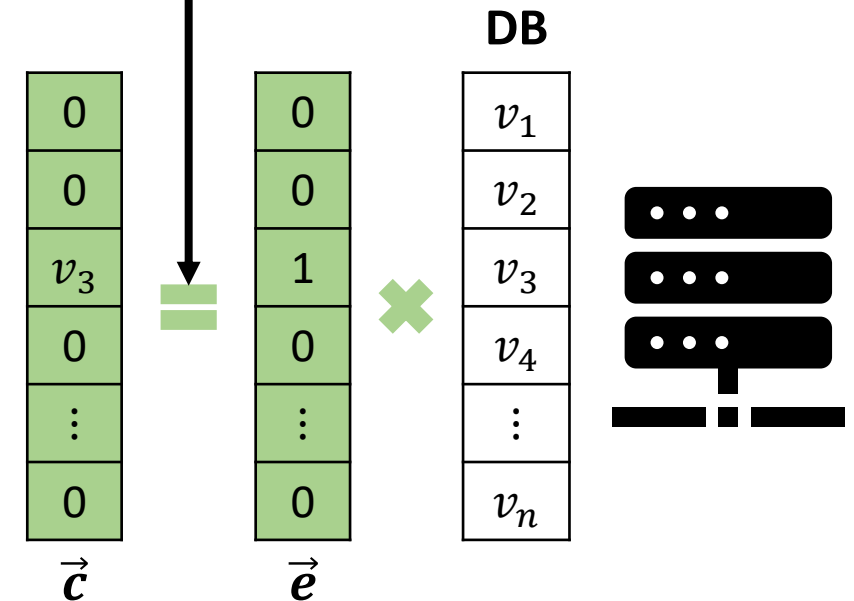 DB
0 0 v₁
0 0 v₂
v₃ = 1 × v₃
0 0 v₄
⋮ ⋮ ⋮
0 0 vₙ
c⃗ e⃗